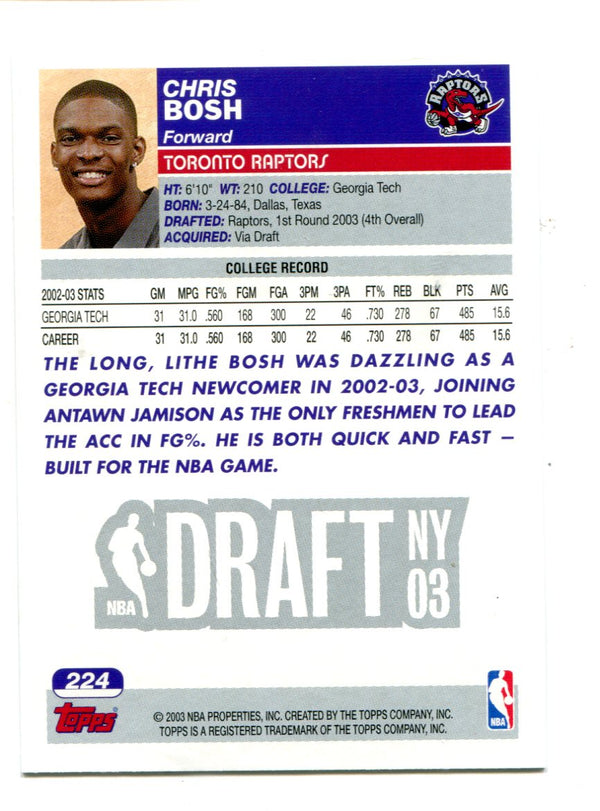 CHRIS
BOSH
Forward
RAPTORS
TORONTO RAPTORS
HT: 6'10" WT: 210 COLLEGE: Georgia Tech
BORN: 3-24-84, Dallas, Texas
DRAFTED: Raptors, 1st Round 2003 (4th Overall)
ACQUIRED: Via Draft
COLLEGE RECORD
2002-03 STATS GM MPG FG% FGM FGA 3PM 3PA FT% REB BLK PTS AVG
GEORGIA TECH 31 31.0 .560 168 300 22 46 .730 278 67 485 15.6
CAREER 31 31.0 .560 168 300 22 46 .730 278 67 485 15.6
THE LONG, LITHE BOSH WAS DAZZLING AS A
GEORGIA TECH NEWCOMER IN 2002-03, JOINING
ANTAWN JAMISON AS THE ONLY FRESHMEN TO LEAD
THE ACC IN FG%. HE IS BOTH QUICK AND FAST –
BUILT FOR THE NBA GAME.
NBA DRAFT NY
03
224
Topps
© 2003 NBA PROPERTIES, INC. CREATED BY THE TOPPS COMPANY, INC.
TOPPS IS A REGISTERED TRADEMARK OF THE TOPPS COMPANY, INC.
NBA